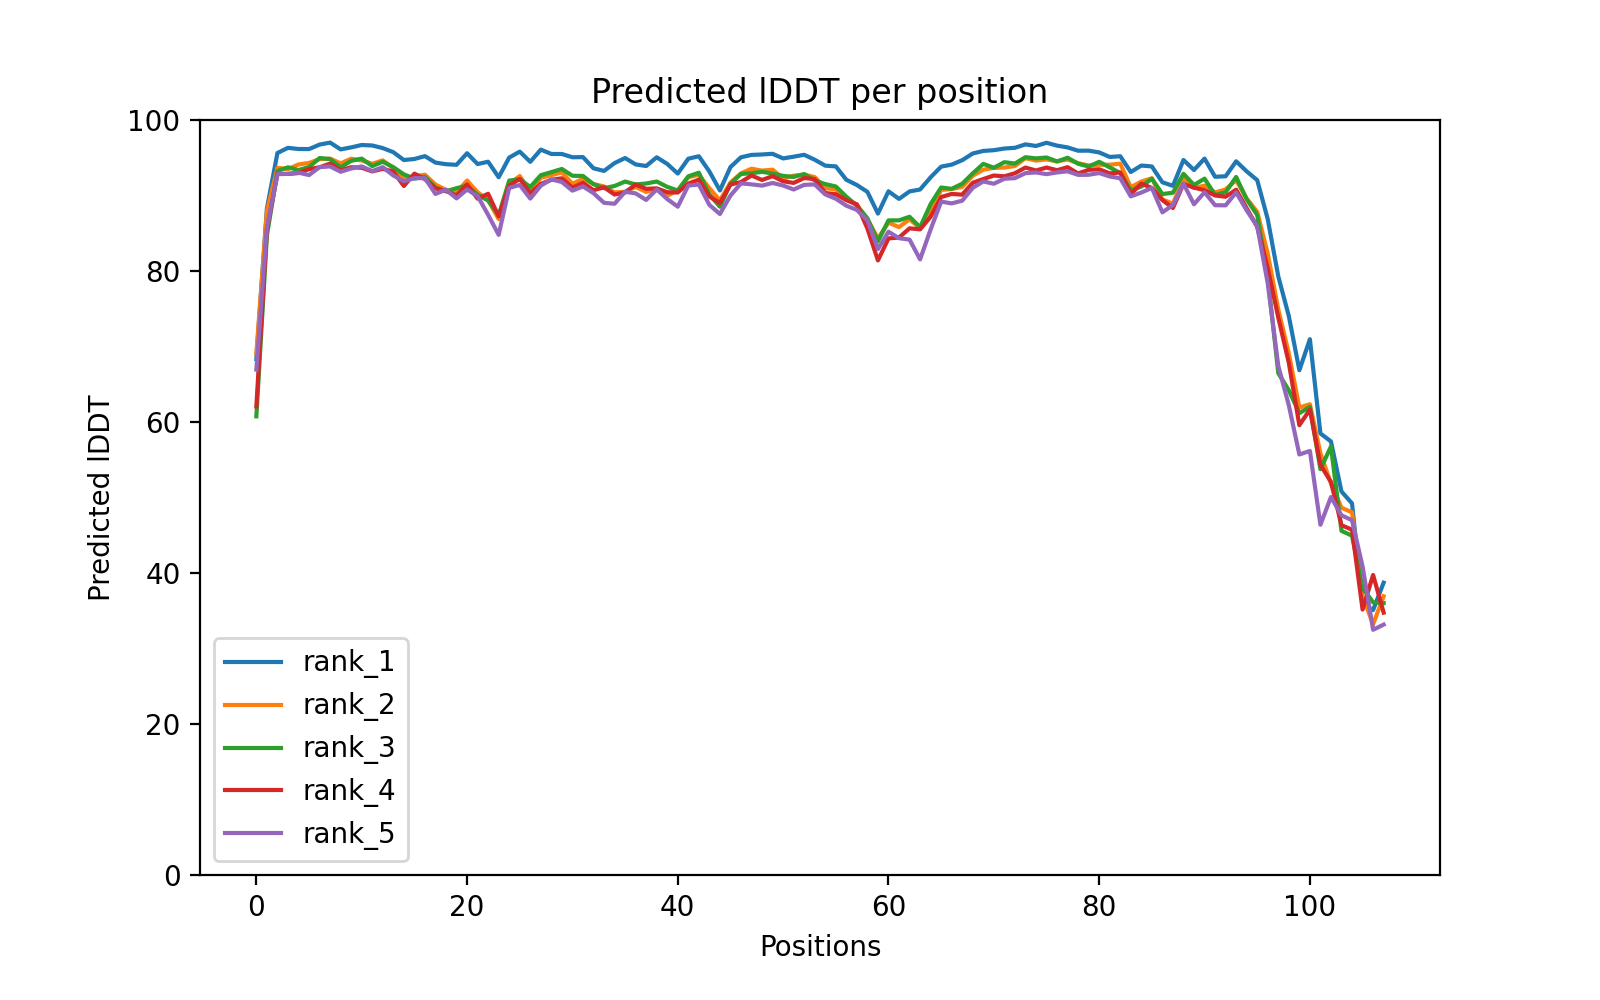 Predicted lDDT per position
100
80
60
40
20
0
Predicted lDDT
rank_1
rank_2
rank_3
rank_4
rank_5
0 20 40 60 80 100
Positions